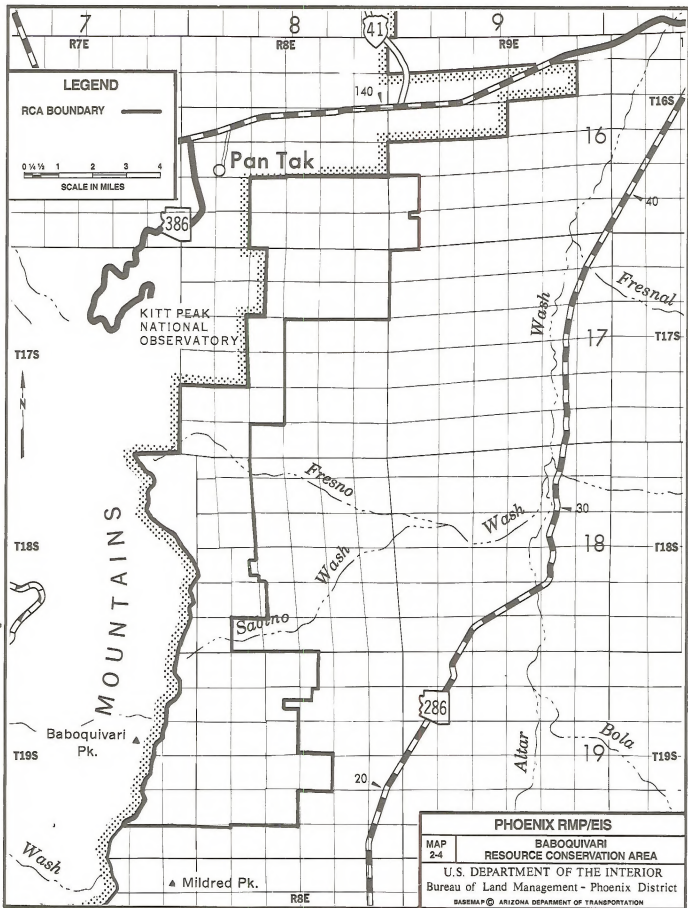 7
8
9
R7E
R8E
R9E
41
LEGEND
RCA BOUNDARY
0 ¼ ½ 1 2 3 4
SCALE IN MILES
140
T16S
16
Pan Tak
386
40
KITT PEAK
NATIONAL
OBSERVATORY
Wash
Fresnal
T17S
17
T17S
N
Fresno
Wash
30
MOUNTAINS
T18S
Wash
18
T18S
Sabino
286
Baboquivari
Pk.
Altar
Bola
T19S
19
T19S
20
Wash
Mildred Pk.
R8E
PHOENIX RMP/EIS
MAP
2-4
BABOQUIVARI
RESOURCE CONSERVATION AREA
U.S. DEPARTMENT OF THE INTERIOR
Bureau of Land Management - Phoenix District
BASEMAP © ARIZONA DEPARMENT OF TRANSPORTATION